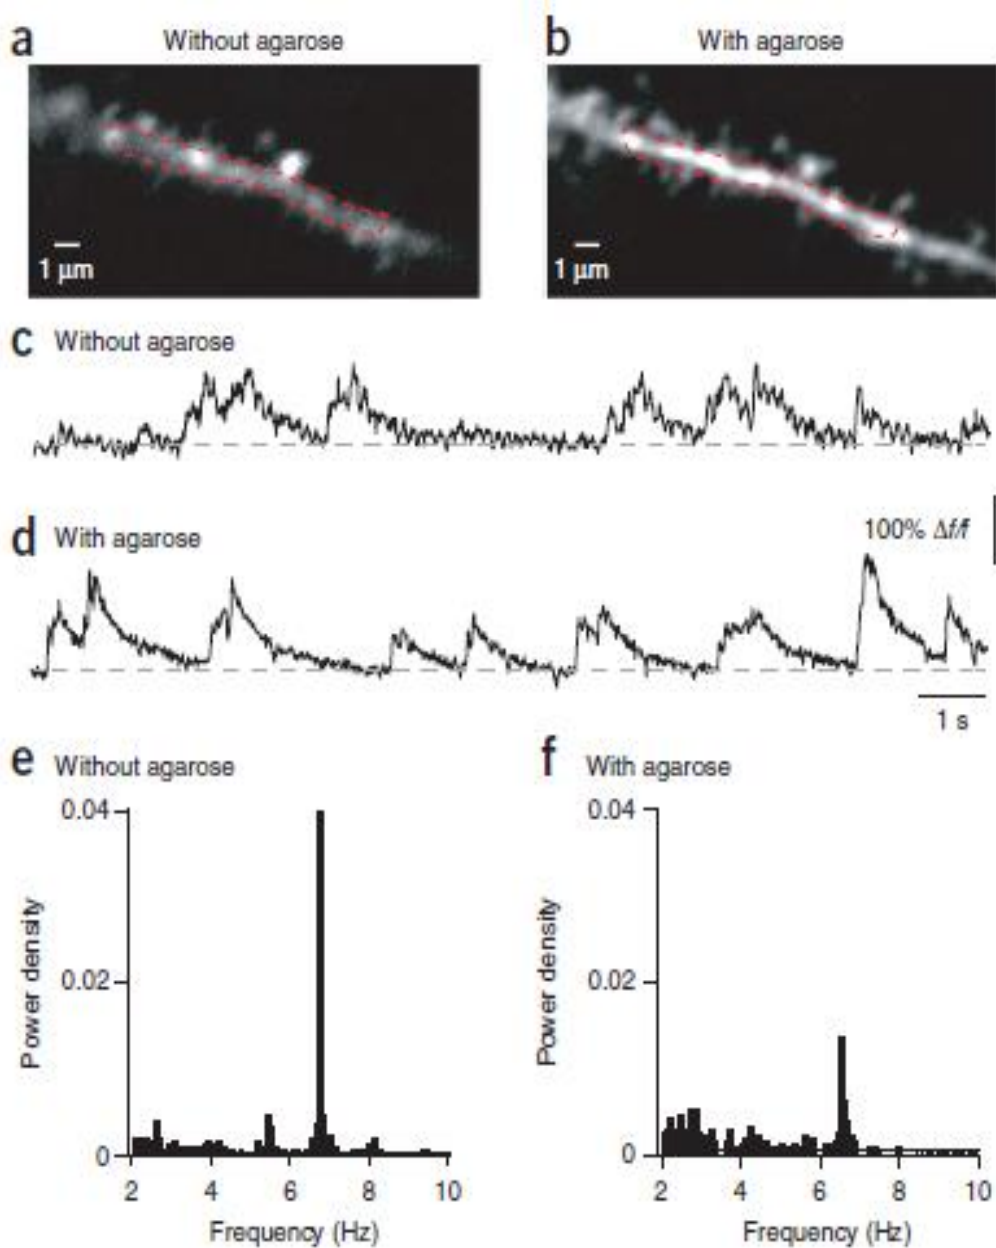 a Without agarose
b With agarose
1 μm
1 μm
c Without agarose
d With agarose
100% Δf/f
1 s
e Without agarose
0.04
0.02
0
Power density
2 4 6 8 10
Frequency (Hz)
f With agarose
0.04
0.02
0
Power density
2 4 6 8 10
Frequency (Hz)